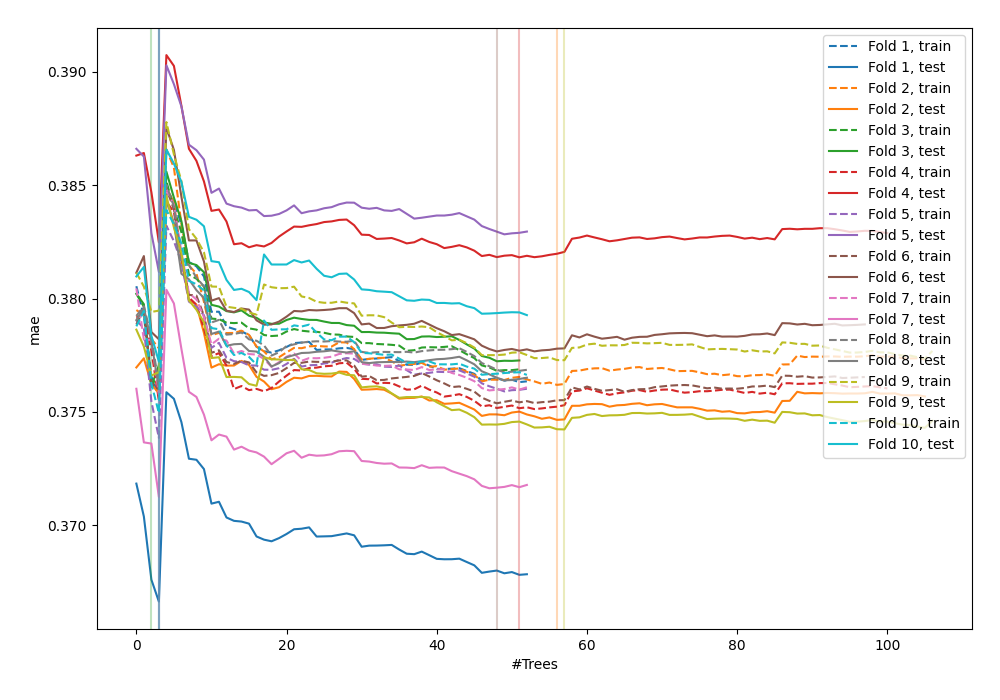 0.390
0.385
0.380
0.375
0.370
mae
0
20
40
60
80
100
#Trees
Fold 1, train
Fold 1, test
Fold 2, train
Fold 2, test
Fold 3, train
Fold 3, test
Fold 4, train
Fold 4, test
Fold 5, train
Fold 5, test
Fold 6, train
Fold 6, test
Fold 7, train
Fold 7, test
Fold 8, train
Fold 8, test
Fold 9, train
Fold 9, test
Fold 10, train
Fold 10, test